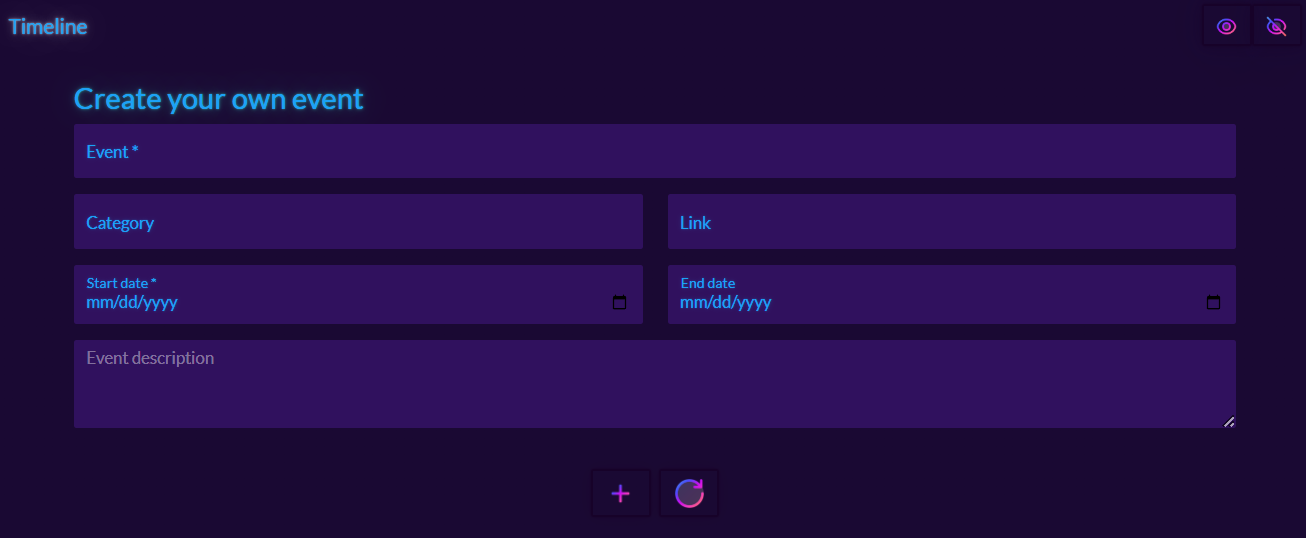 Timeline
Create your own event
Event *
Category
Link
Start date *
mm/dd/yyyy
End date
mm/dd/yyyy
Event description